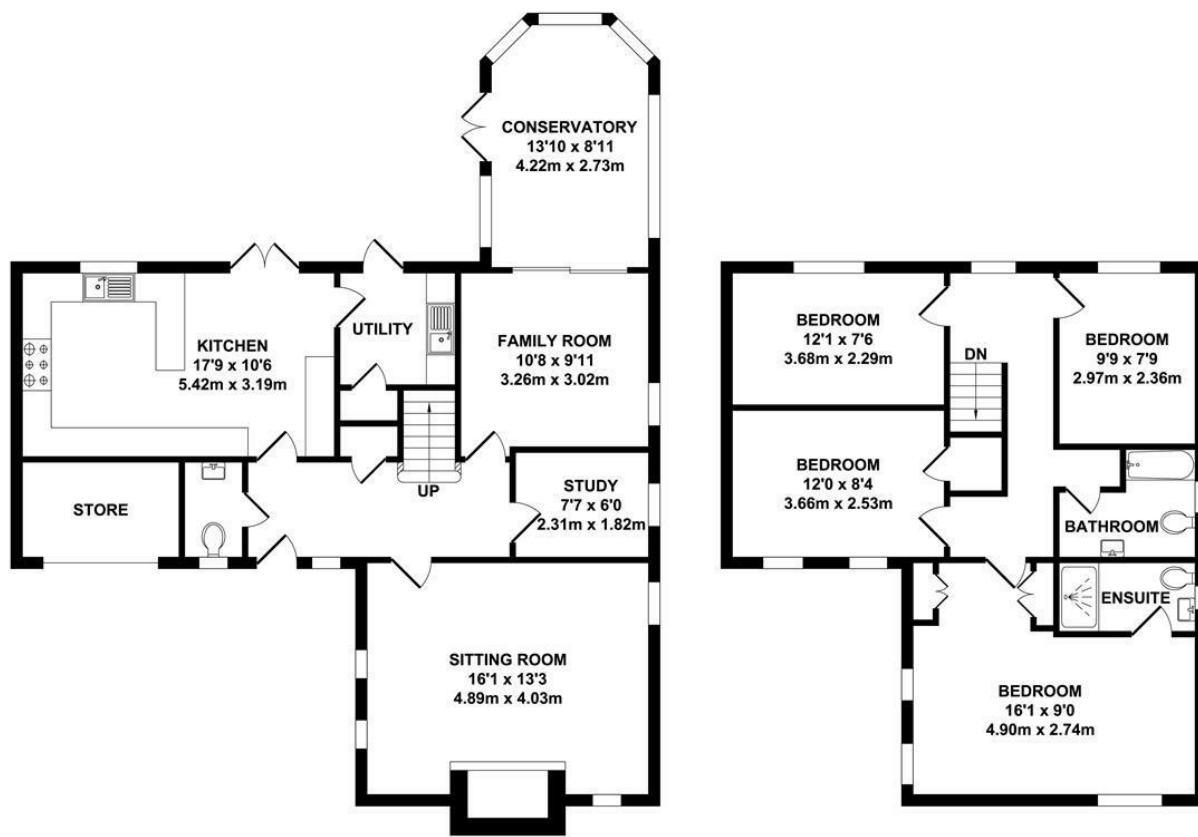 CONSERVATORY
13'10 x 8'11
4.22m x 2.73m
KITCHEN
17'9 x 10'6
5.42m x 3.19m
UTILITY
FAMILY ROOM
10'8 x 9'11
3.26m x 3.02m
STORE
UP
STUDY
7'7 x 6'0
2.31m x 1.82m
SITTING ROOM
16'1 x 13'3
4.89m x 4.03m
BEDROOM
12'1 x 7'6
3.68m x 2.29m
DN
BEDROOM
9'9 x 7'9
2.97m x 2.36m
BEDROOM
12'0 x 8'4
3.66m x 2.53m
BATHROOM
ENSUITE
BEDROOM
16'1 x 9'0
4.90m x 2.74m